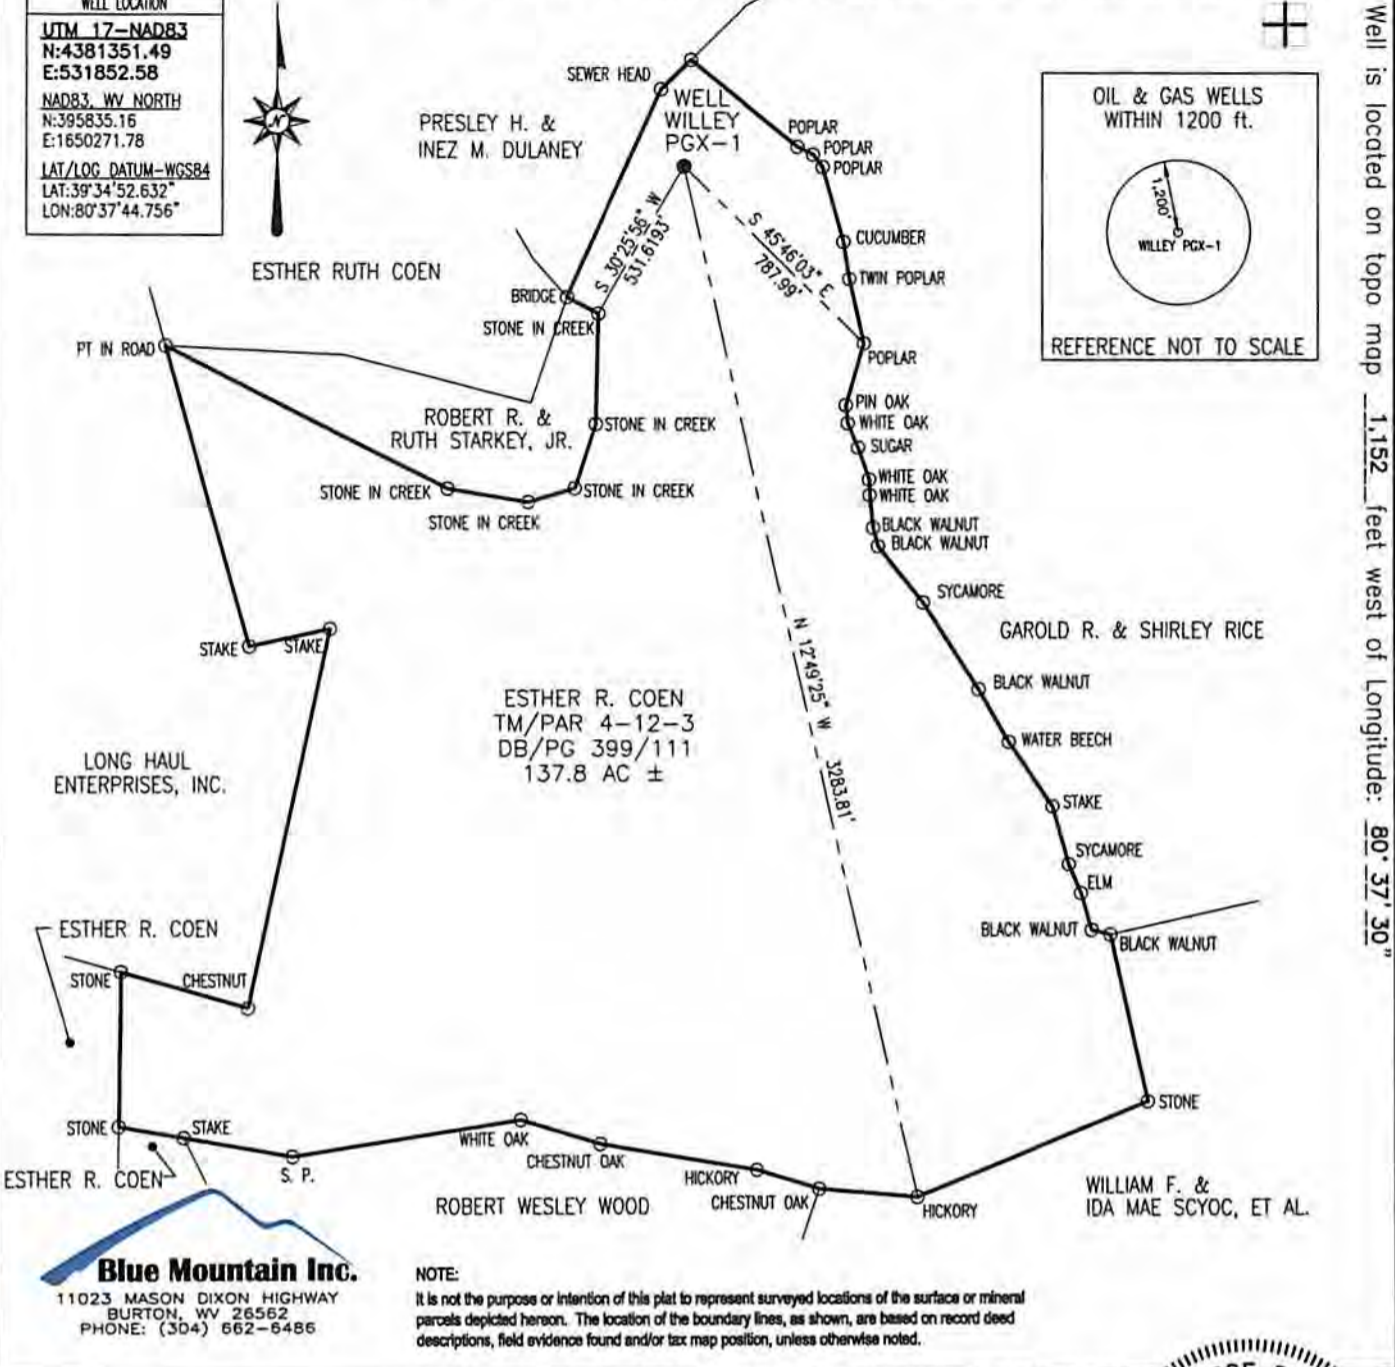 WELL LOCATION
UTM 17-NAD83
N:4381351.49
E:531852.58
NAD83, WV NORTH
N:395835.16
E:1650271.78
LAT/LOG DATUM-WGS84
LAT:39°34'52.632"
LON:80°37'44.756"
N
SEWER HEAD
WELL
WILLEY
PGX-1
PRESLEY H. &
INEZ M. DULANEY
POPLAR
POPLAR
POPLAR
CUCUMBER
TWIN POPLAR
POPLAR
S 30°25'56" W
531.6193'
S 45°46'03" E
787.99'
OIL & GAS WELLS
WITHIN 1200 ft.
1,200'
WILLEY PGX-1
REFERENCE NOT TO SCALE
Well is located on topo map 1,152 feet west of Longitude: 80° 37' 30"
ESTHER RUTH COEN
BRIDGE
STONE IN CREEK
PT IN ROAD
ROBERT R. &
RUTH STARKEY, JR.
STONE IN CREEK
STONE IN CREEK
STONE IN CREEK
STONE IN CREEK
PIN OAK
WHITE OAK
SUGAR
WHITE OAK
WHITE OAK
BLACK WALNUT
BLACK WALNUT
SYCAMORE
GAROLD R. & SHIRLEY RICE
STAKE
STAKE
N 12°49'25" W 3283.81'
BLACK WALNUT
ESTHER R. COEN
TM/PAR 4-12-3
DB/PG 399/111
137.8 AC ±
WATER BEECH
LONG HAUL
ENTERPRISES, INC.
STAKE
SYCAMORE
ELM
BLACK WALNUT
BLACK WALNUT
ESTHER R. COEN
STONE
CHESTNUT
STONE
STONE
STAKE
WHITE OAK
CHESTNUT OAK
S. P.
HICKORY
CHESTNUT OAK
HICKORY
ESTHER R. COEN
ROBERT WESLEY WOOD
WILLIAM F. &
IDA MAE SCYOC, ET AL.
Blue Mountain Inc.
11023 MASON DIXON HIGHWAY
BURTON, WV 26562
PHONE: (304) 662-6486
NOTE:
It is not the purpose or intention of this plat to represent surveyed locations of the surface or mineral
parcels depicted hereon. The location of the boundary lines, as shown, are based on record deed
descriptions, field evidence found and/or tax map position, unless otherwise noted.